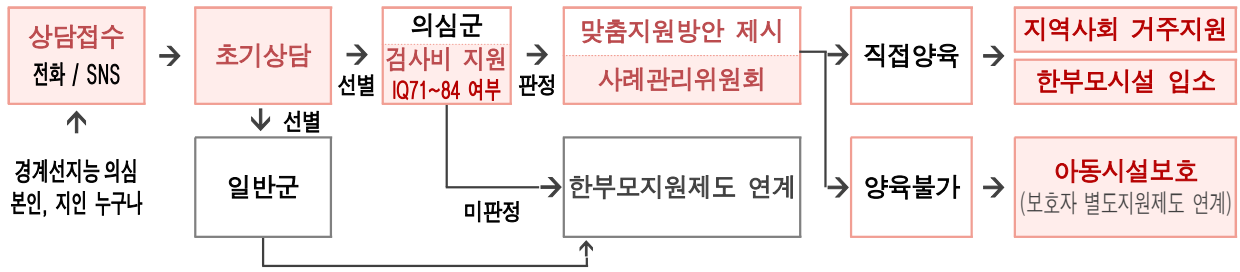 상담접수
전화 / SNS
경계선지능 의심
본인, 지인 누구나
초기상담
선별
선별
일반군
의심군
검사비 지원
IQ71~84 여부
판정
미판정
맞춤지원방안 제시
사례관리위원회
한부모지원제도 연계
직접양육
양육불가
지역사회 거주지원
한부모시설 입소
아동시설보호
(보호자 별도지원제도 연계)